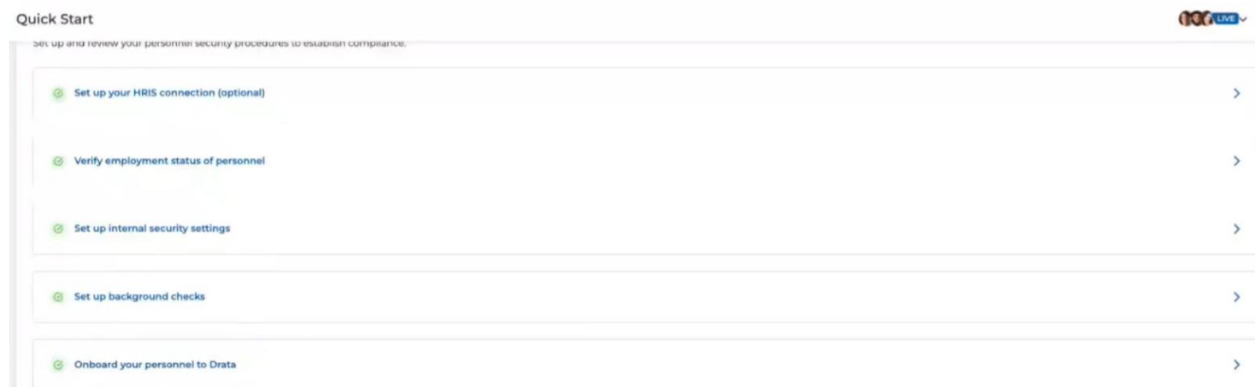 Quick Start
LIVE
Set up and review your personnel security procedures to establish compliance.
Set up your HRIS connection (optional)
Verify employment status of personnel
Set up internal security settings
Set up background checks
Onboard your personnel to Drata